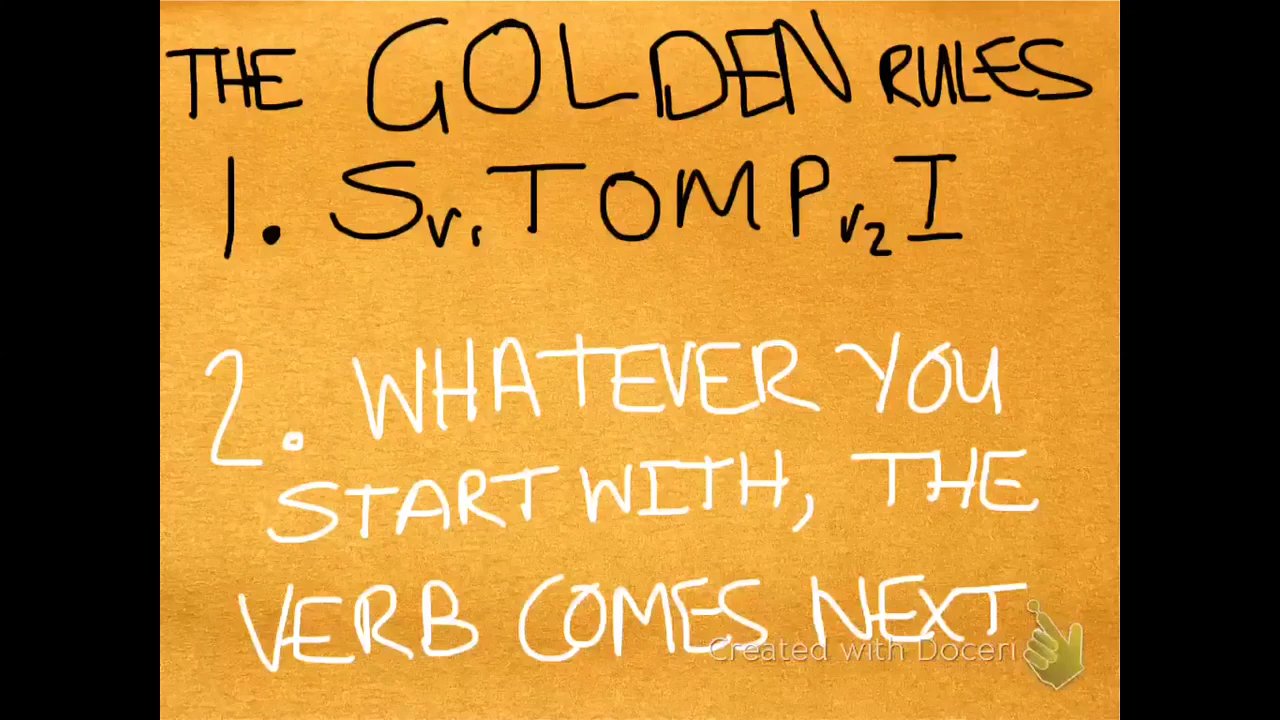 THE GOLDEN RULES
1. Sv1TOMPv2I
2. WHATEVER YOU
START WITH, THE
VERB COMES NEXT
Created with Doceri